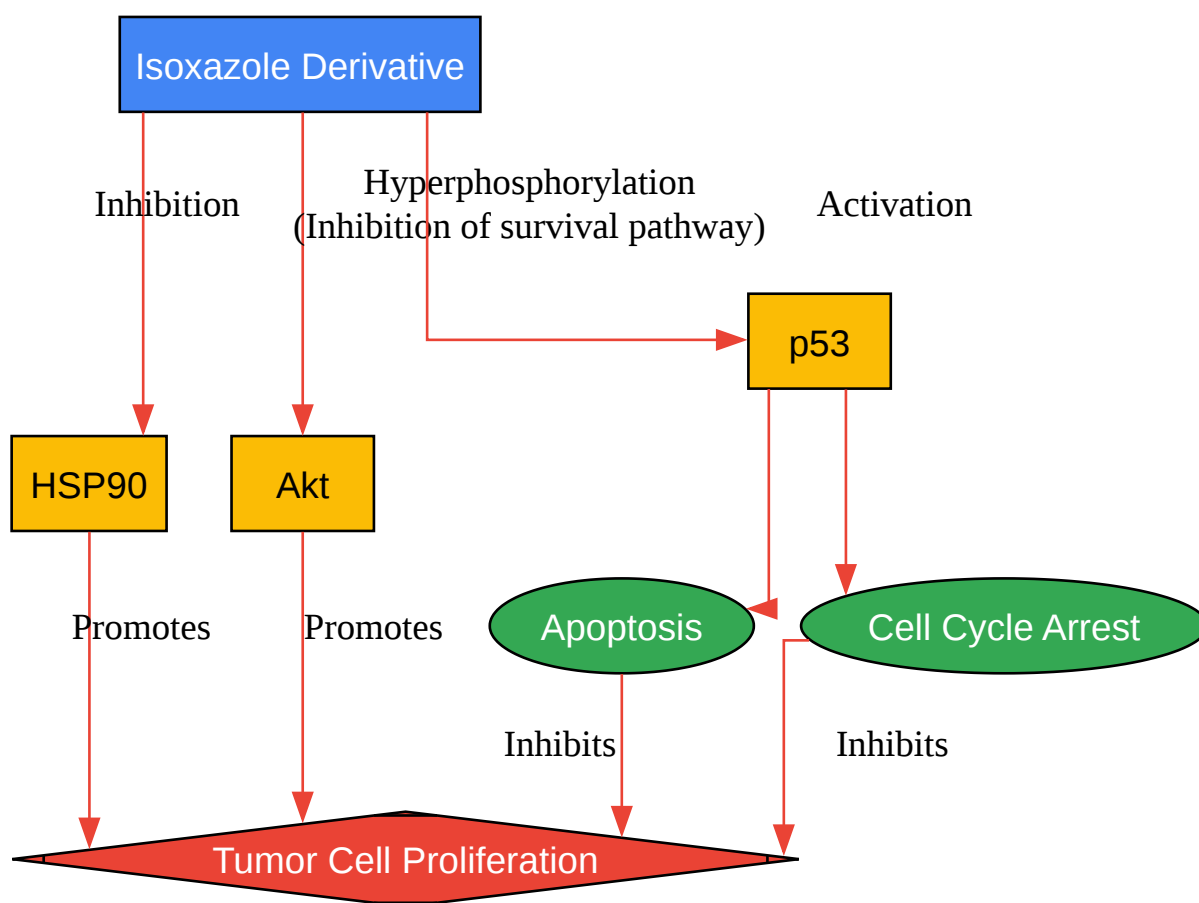 Isoxazole Derivative
Inhibition
Hyperphosphorylation
(Inhibition of survival pathway)
Activation
p53
HSP90
Akt
Promotes
Promotes
Apoptosis
Cell Cycle Arrest
Inhibits
Inhibits
Tumor Cell Proliferation